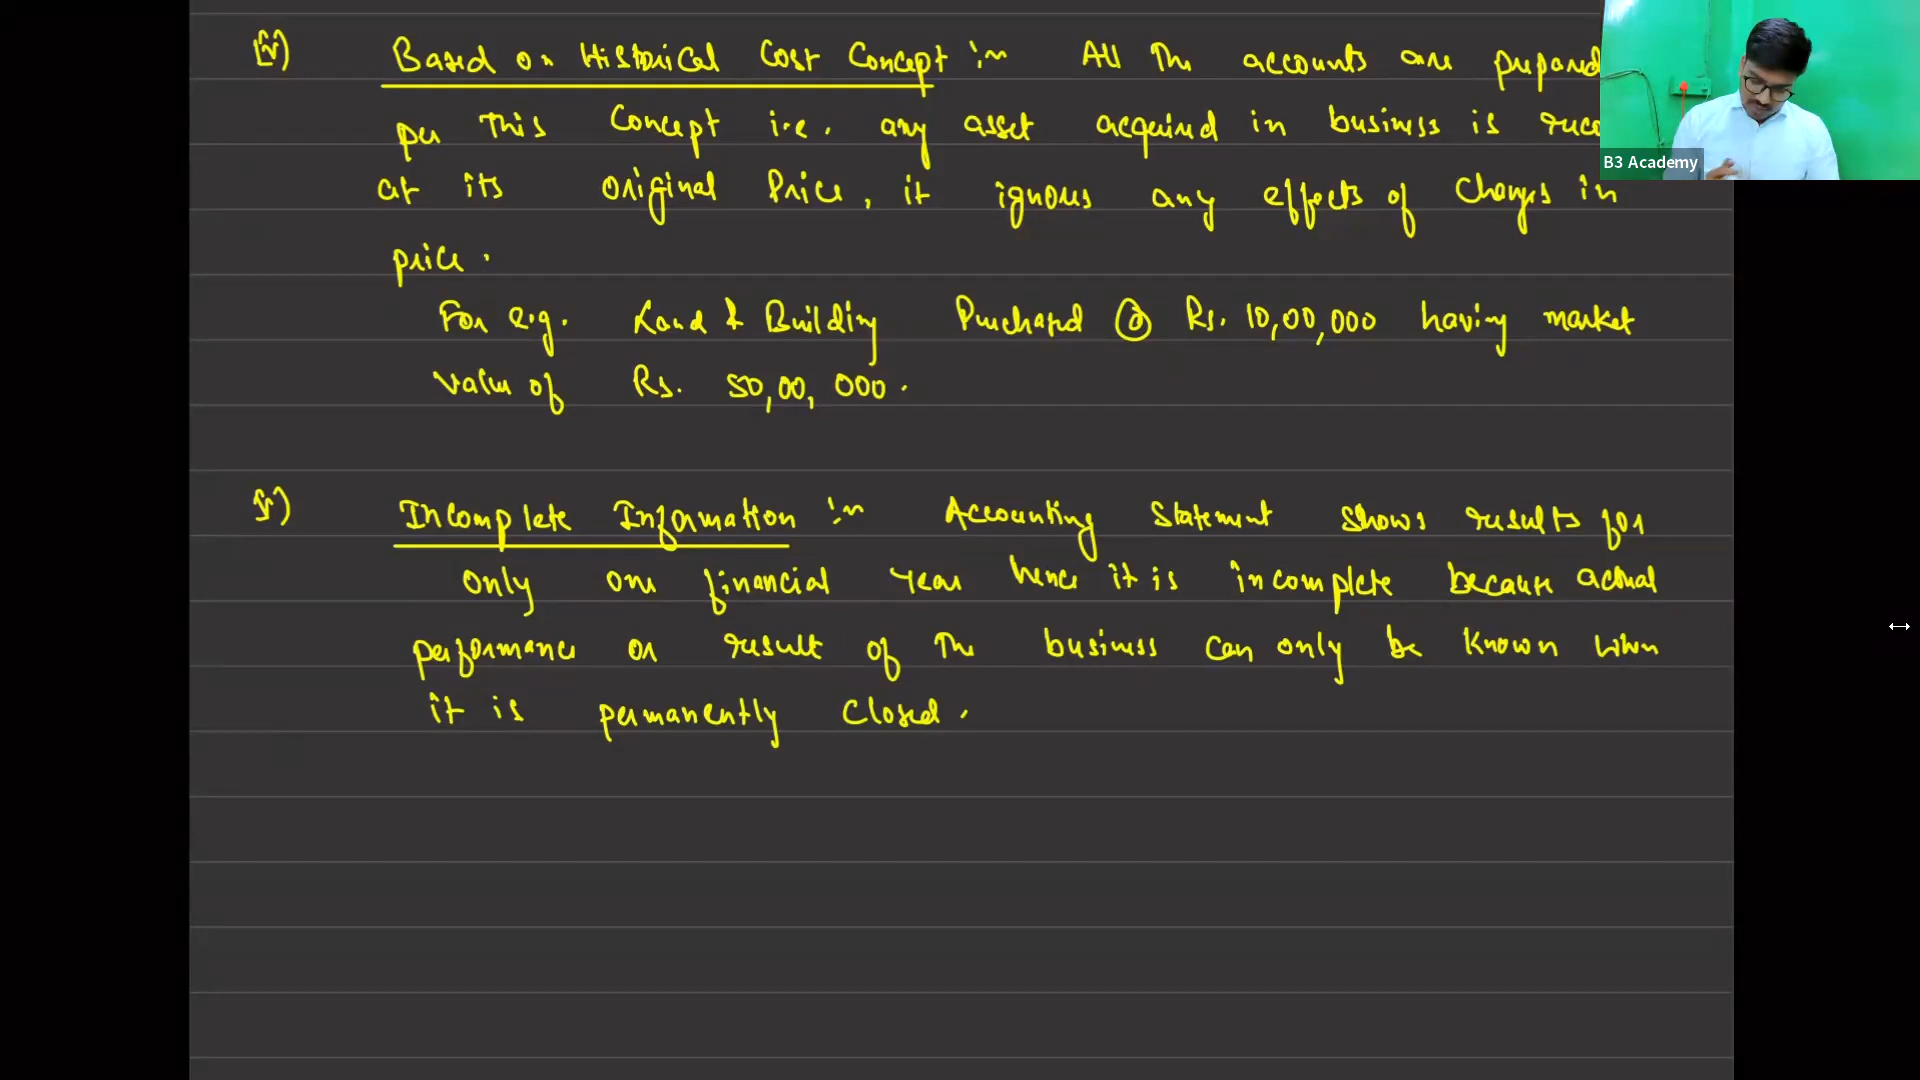 iv) Based on Historical Cost Concept :- All the accounts are prepared
per this concept i.e. any asset acquired in business is reco
at its original price, it ignores any effects of changes in
price.
For e.g. Land & Building Purchased @ Rs. 10,00,000 having market
value of Rs. 50,00,000.
v) Incomplete Information :- Accounting Statement shows results for
only one financial year hence it is incomplete because actual
performance or result of the business can only be known when
it is permanently closed.
B3 Academy